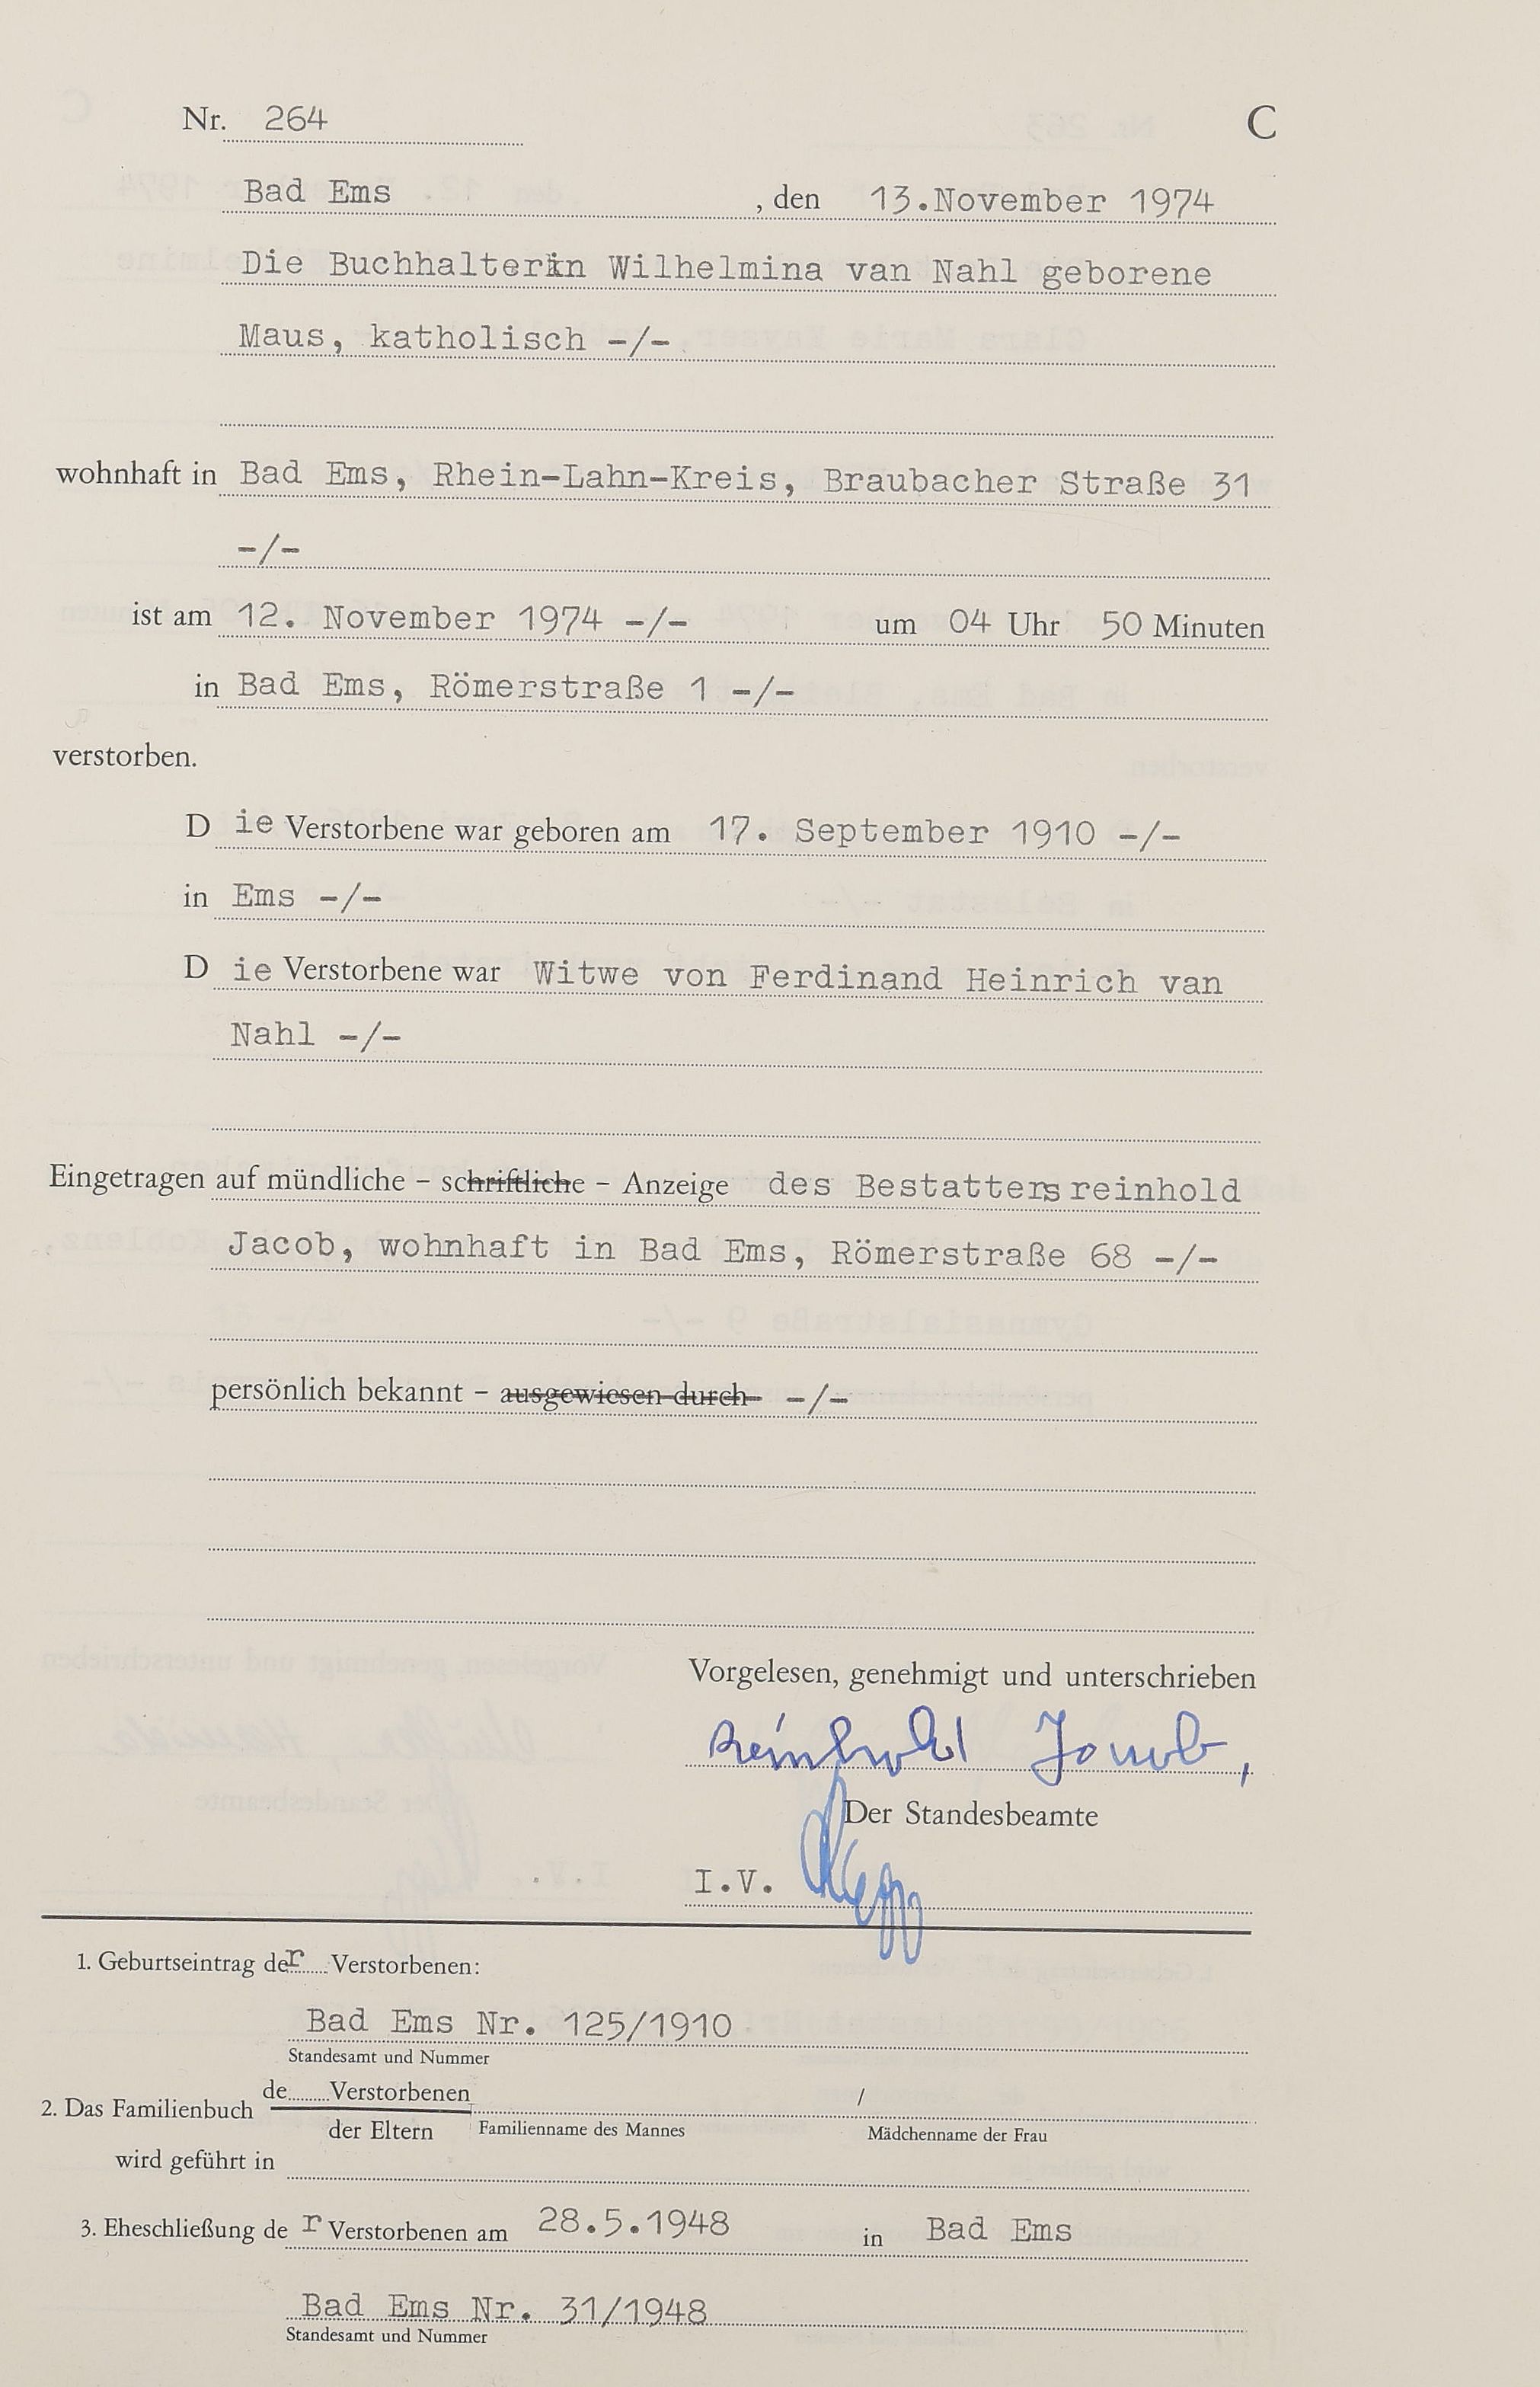 Nr. 264 C
Bad Ems , den 13.November 1974
Die Buchhalterin Wilhelmina van Nahl geborene
Maus, katholisch -/-
wohnhaft in Bad Ems, Rhein-Lahn-Kreis, Braubacher Straße 31
-/-
ist am 12. November 1974 -/- um 04 Uhr 50 Minuten
in Bad Ems, Römerstraße 1 -/-
verstorben.
D ie Verstorbene war geboren am 17. September 1910 -/-
in Ems -/-
D ie Verstorbene war Witwe von Ferdinand Heinrich van
Nahl -/-
Eingetragen auf mündliche - schriftliche - Anzeige des Bestatters reinhold
Jacob, wohnhaft in Bad Ems, Römerstraße 68 -/-
persönlich bekannt - ausgewiesen durch -/-
Vorgelesen, genehmigt und unterschrieben
Reinhold Jacob,
Der Standesbeamte
I.V.
1. Geburtseintrag der Verstorbenen:
Bad Ems Nr. 125/1910
Standesamt und Nummer
2. Das Familienbuch de Verstorbenen /
der Eltern Familienname des Mannes Mädchenname der Frau
wird geführt in
3. Eheschließung de r Verstorbenen am 28.5.1948 in Bad Ems
Bad Ems Nr. 31/1948
Standesamt und Nummer